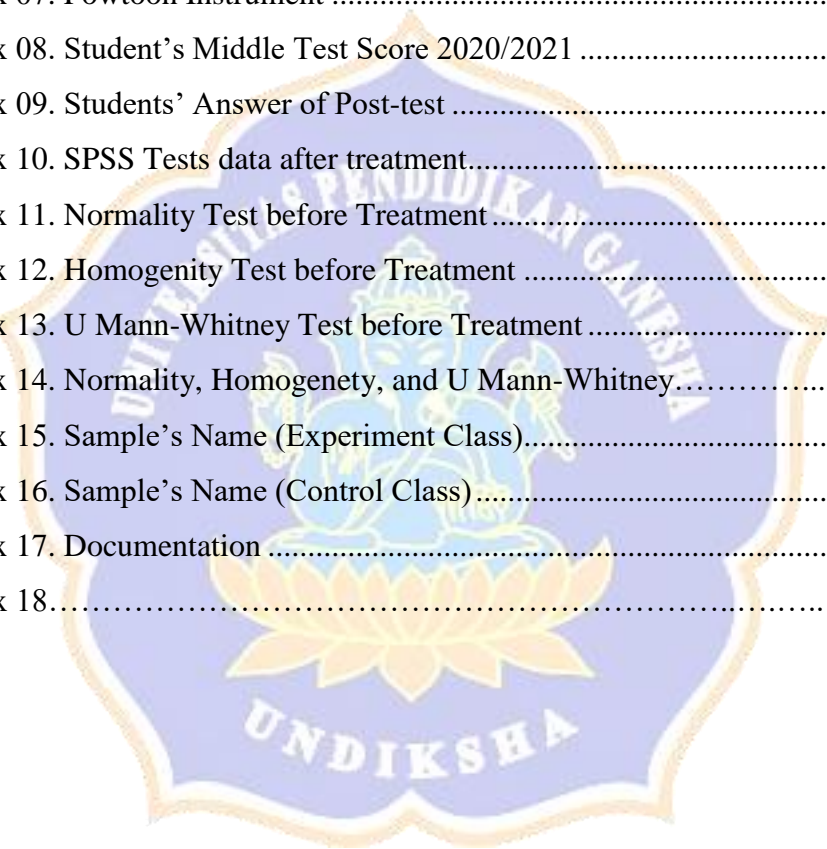 x 07. Powtoon Instrument ..........................................................................
x 08. Student’s Middle Test Score 2020/2021 .....................................
x 09. Students’ Answer of Post-test .......................................................
x 10. SPSS Tests data after treatment.....................................................
x 11. Normality Test before Treatment..................................................
x 12. Homogenity Test before Treatment .............................................
x 13. U Mann-Whitney Test before Treatment ....................................
x 14. Normality, Homogenety, and U Mann-Whitney…………....
x 15. Sample’s Name (Experiment Class)..............................................
x 16. Sample’s Name (Control Class)....................................................
x 17. Documentation ..................................................................................
x 18……………………………………………………………..…..…..
UNIVERSITAS PENDIDIKAN GANESHA
UNDIKSHA